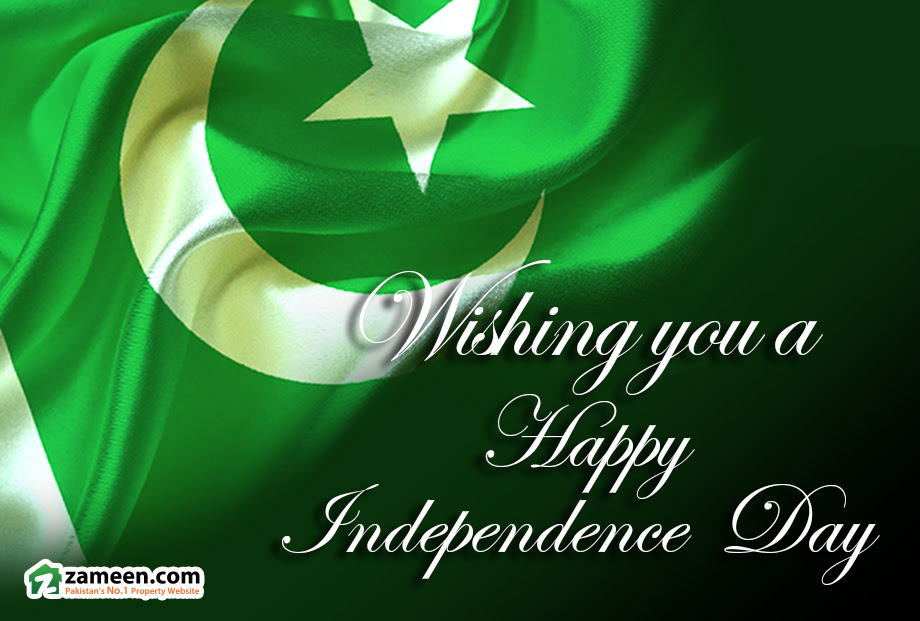 Wishing you a
Happy
Independence Day
zameen.com
Pakistan's No.1 Property Website